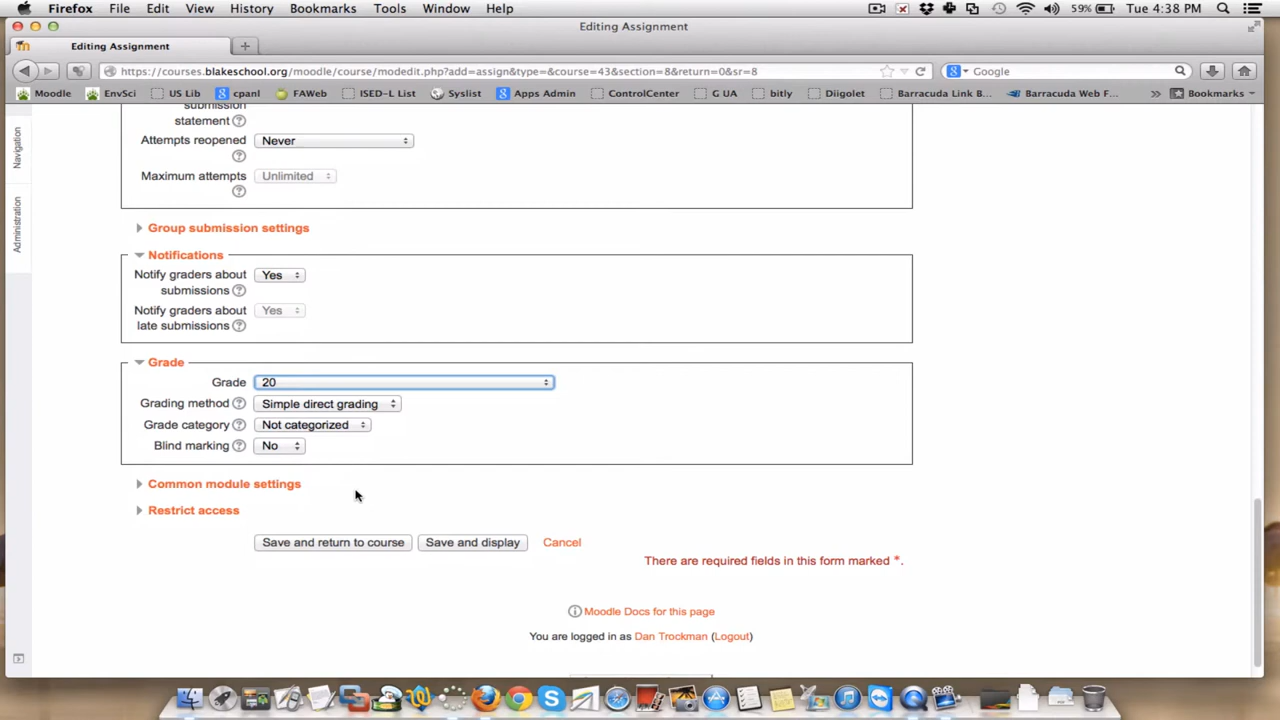 Firefox File Edit View History Bookmarks Tools Window Help 59% Tue 4:38 PM
Editing Assignment
Editing Assignment
https://courses.blakeschool.org/moodle/course/modedit.php?add=assign&type=&course=43&section=8&return=0&sr=8 Google
Moodle EnvSci US Lib cpanl FAWeb ISED-L List Syslist Apps Admin ControlCenter G UA bitly Diigolet Barracuda Link B... Barracuda Web F... » Bookmarks
Navigation
Administration
submission
statement
Attempts reopened Never
Maximum attempts Unlimited
Group submission settings
Notifications
Notify graders about Yes
submissions
Notify graders about Yes
late submissions
Grade
Grade 20
Grading method Simple direct grading
Grade category Not categorized
Blind marking No
Common module settings
Restrict access
Save and return to course Save and display Cancel
There are required fields in this form marked *.
Moodle Docs for this page
You are logged in as Dan Trockman (Logout)